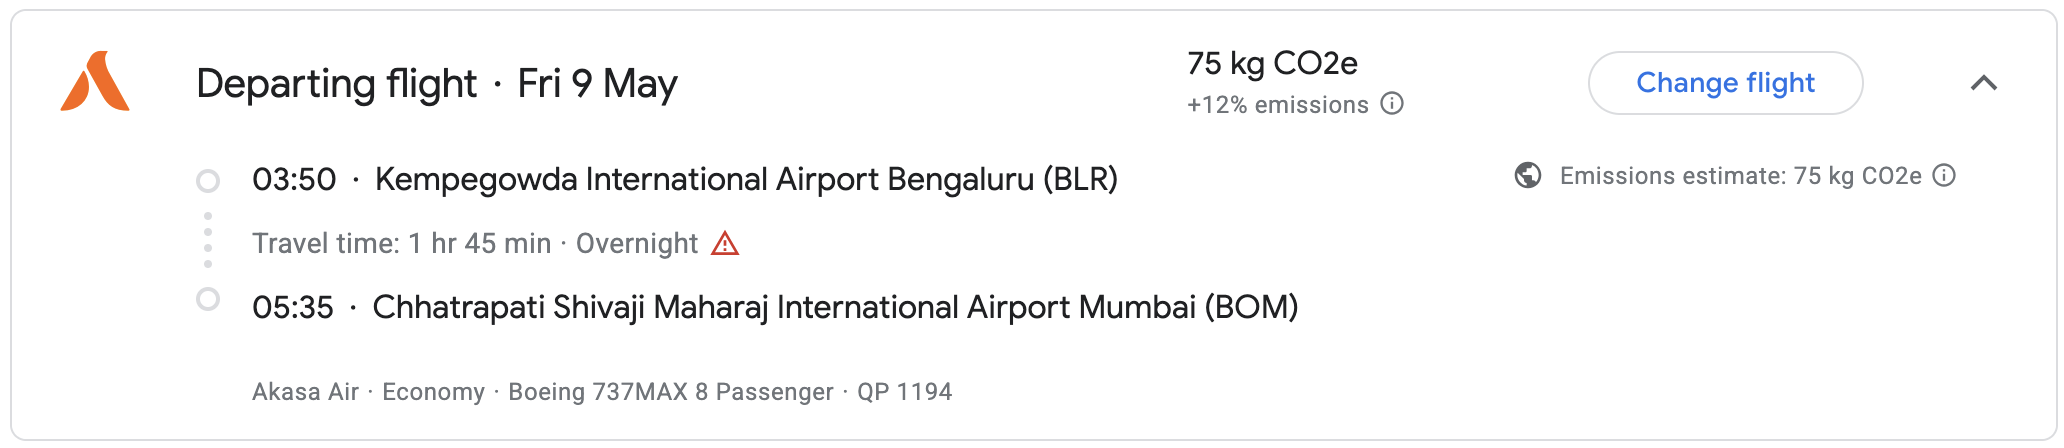 Departing flight · Fri 9 May
75 kg CO2e
+12% emissions
Change flight
03:50 · Kempegowda International Airport Bengaluru (BLR)
Emissions estimate: 75 kg CO2e
Travel time: 1 hr 45 min · Overnight
05:35 · Chhatrapati Shivaji Maharaj International Airport Mumbai (BOM)
Akasa Air · Economy · Boeing 737MAX 8 Passenger · QP 1194